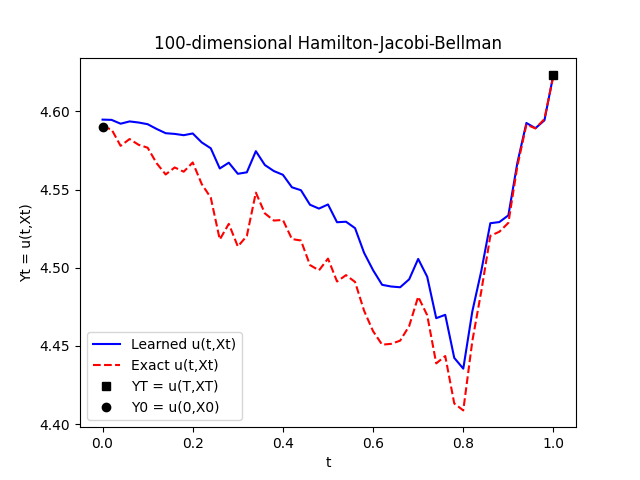 100-dimensional Hamilton-Jacobi-Bellman
4.60
4.55
4.50
4.45
4.40
Yt = u(t,Xt)
Learned u(t,Xt)
Exact u(t,Xt)
YT = u(T,XT)
Y0 = u(0,X0)
0.0 0.2 0.4 0.6 0.8 1.0
t